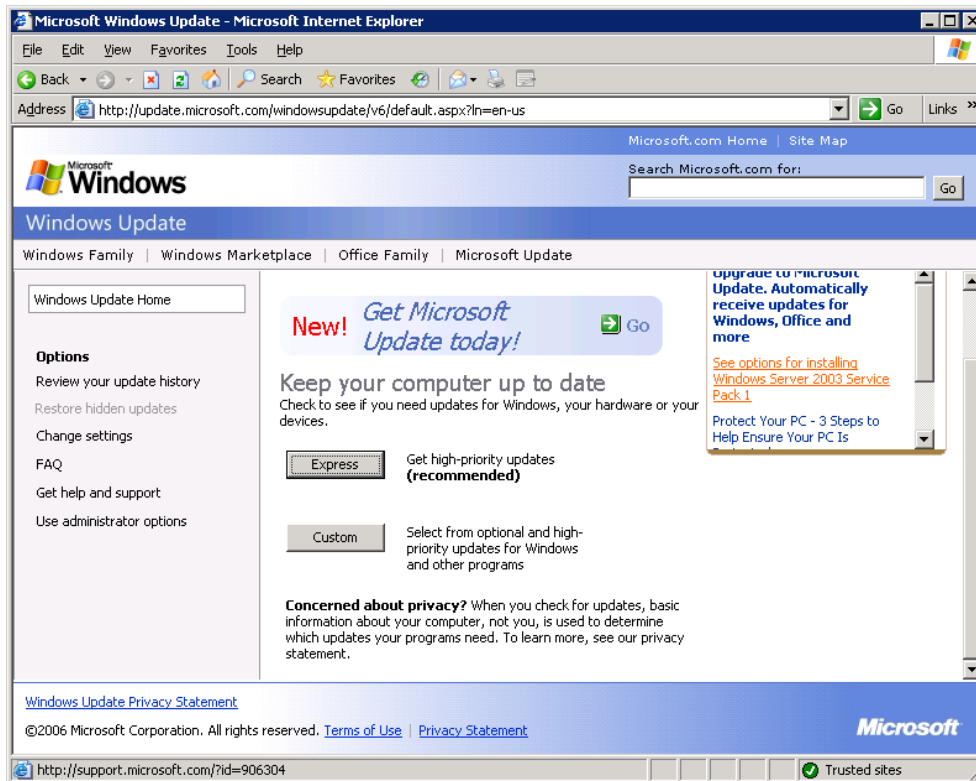 Microsoft Windows Update - Microsoft Internet Explorer
File Edit View Favorites Tools Help
Back Search Favorites
Address http://update.microsoft.com/windowsupdate/v6/default.aspx?ln=en-us Go Links »
Microsoft.com Home | Site Map
Microsoft
Windows
Search Microsoft.com for:
Go
Windows Update
Windows Family | Windows Marketplace | Office Family | Microsoft Update
Windows Update Home
Options
Review your update history
Restore hidden updates
Change settings
FAQ
Get help and support
Use administrator options
New! Get Microsoft
Update today! Go
Keep your computer up to date
Check to see if you need updates for Windows, your hardware or your
devices.
Express Get high-priority updates
(recommended)
Custom Select from optional and high-
priority updates for Windows
and other programs
Concerned about privacy? When you check for updates, basic
information about your computer, not you, is used to determine
which updates your programs need. To learn more, see our privacy
statement.
Upgrade to Microsoft
Update. Automatically
receive updates for
Windows, Office and
more
See options for installing
Windows Server 2003 Service
Pack 1
Protect Your PC - 3 Steps to
Help Ensure Your PC Is
Windows Update Privacy Statement
©2006 Microsoft Corporation. All rights reserved. Terms of Use | Privacy Statement
Microsoft
http://support.microsoft.com/?id=906304
Trusted sites